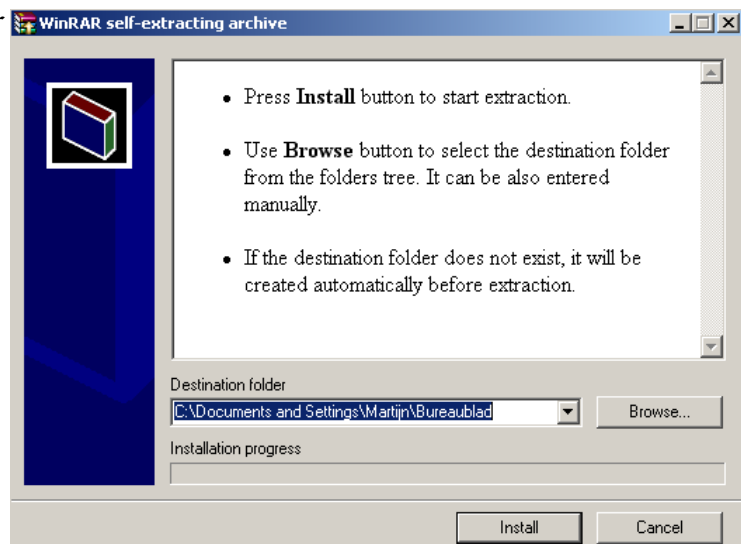 WinRAR self-extracting archive
• Press Install button to start extraction.
• Use Browse button to select the destination folder
from the folders tree. It can be also entered
manually.
• If the destination folder does not exist, it will be
created automatically before extraction.
Destination folder
C:\Documents and Settings\Martijn\Bureaublad
Browse...
Installation progress
Install
Cancel